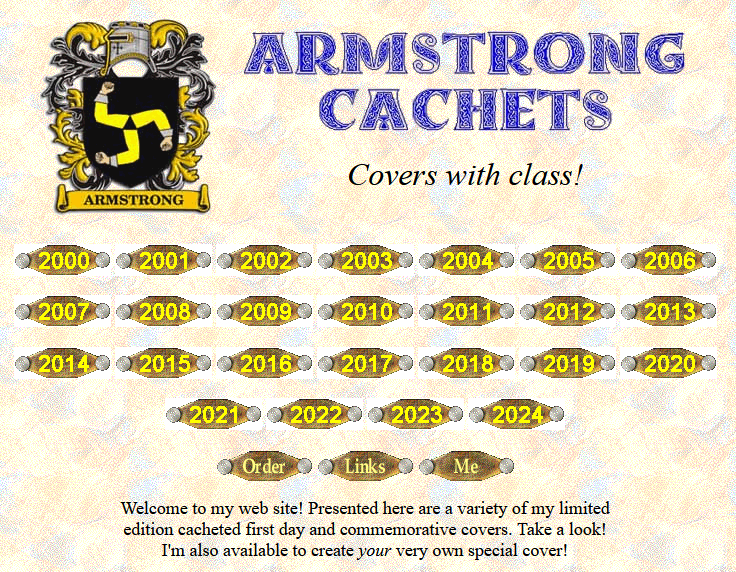 ARMSTRONG
CACHETS
Covers with class!
ARMSTRONG
2000 2001 2002 2003 2004 2005 2006
2007 2008 2009 2010 2011 2012 2013
2014 2015 2016 2017 2018 2019 2020
2021 2022 2023 2024
Order Links Me
Welcome to my web site! Presented here are a variety of my limited
edition cacheted first day and commemorative covers. Take a look!
I'm also available to create your very own special cover!